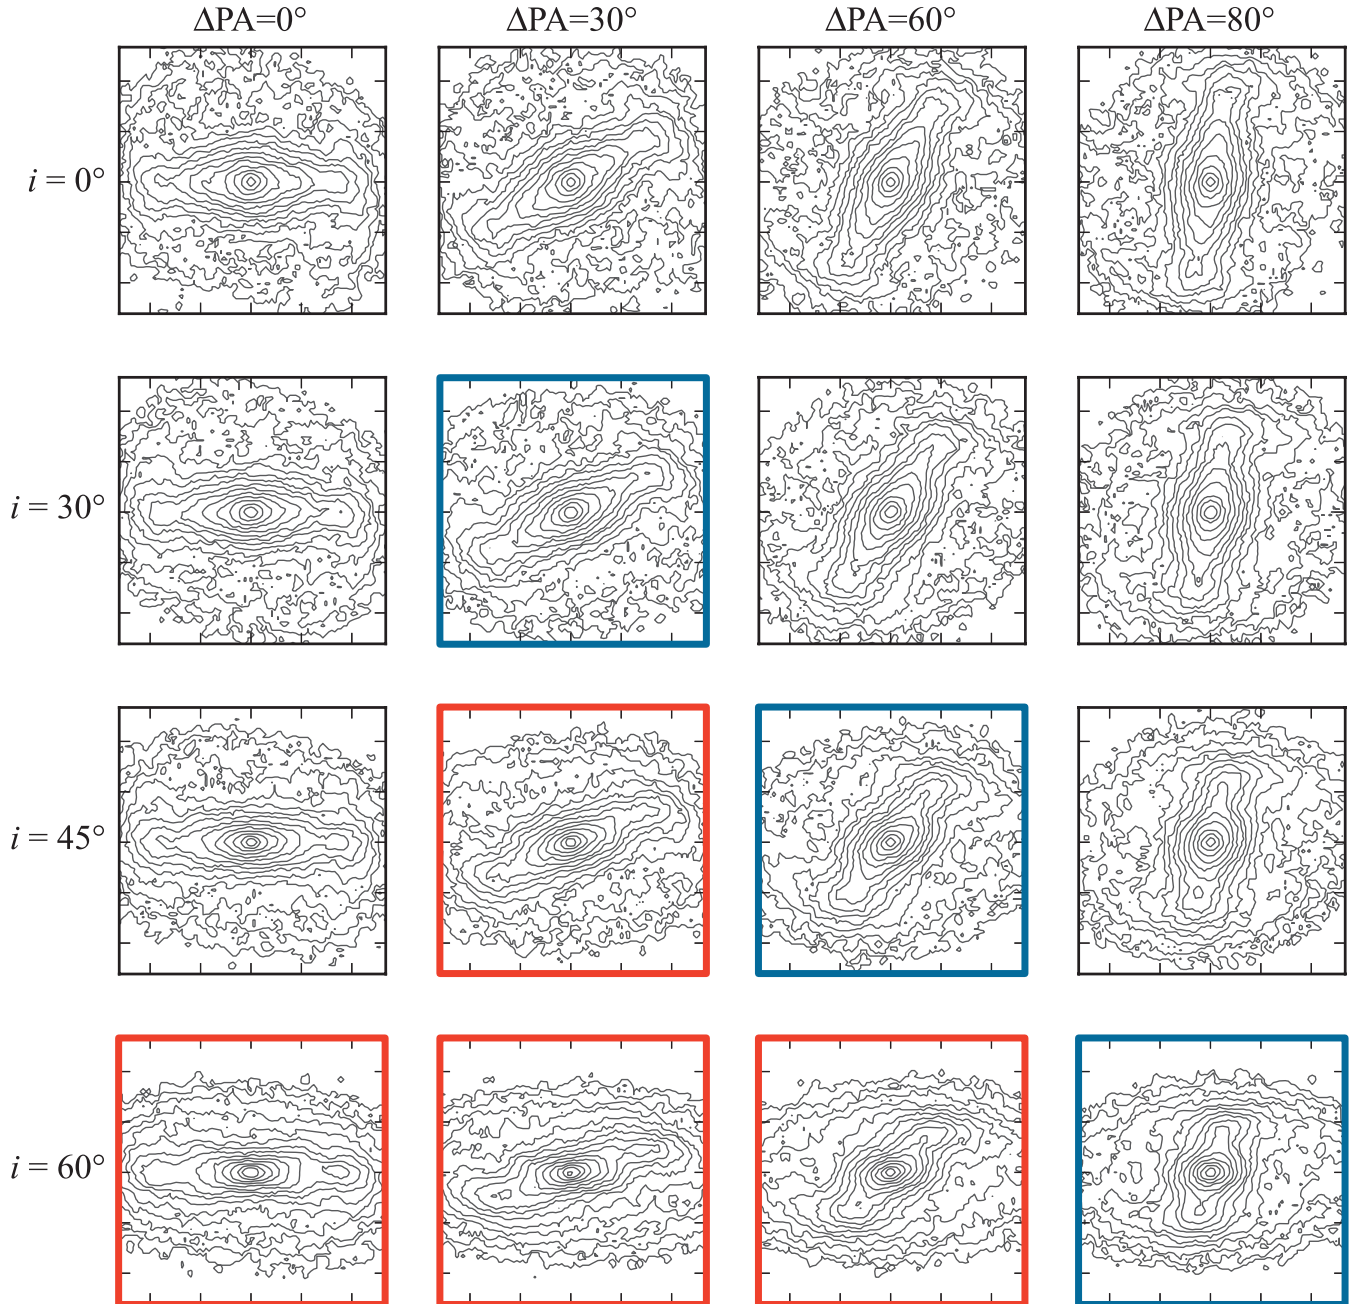 ΔPA=0° ΔPA=30° ΔPA=60° ΔPA=80°
i = 0°
i = 30°
i = 45°
i = 60°